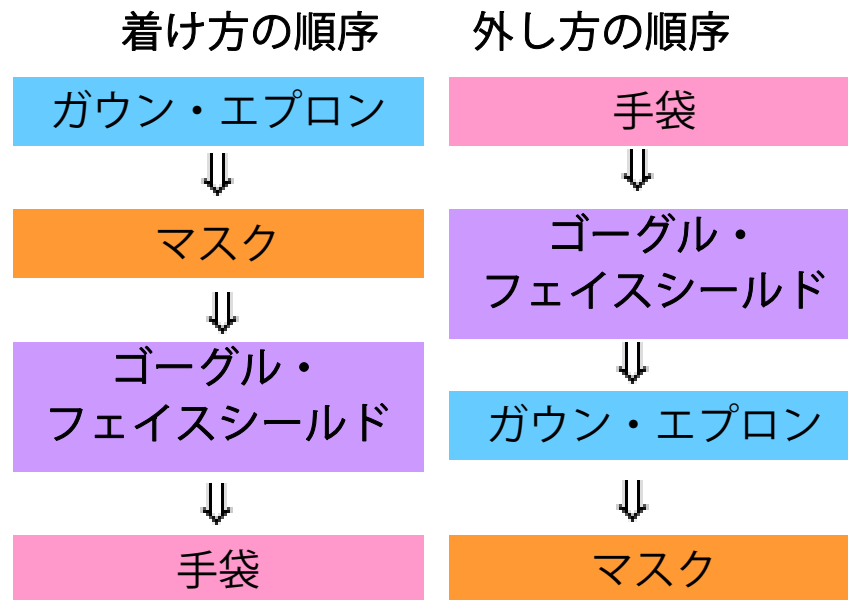 着け方の順序
ガウン・エプロン
⇓
マスク
⇓
ゴーグル・
フェイスシールド
⇓
手袋
外し方の順序
手袋
⇓
ゴーグル・
フェイスシールド
⇓
ガウン・エプロン
⇓
マスク